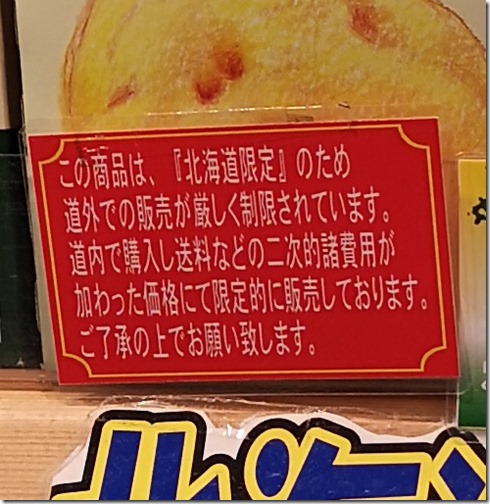 この商品は、『北海道限定』のため
道外での販売が厳しく制限されています。
道内で購入し送料などの二次的諸費用が
加わった価格にて限定的に販売しております。
ご了承の上でお願い致します。